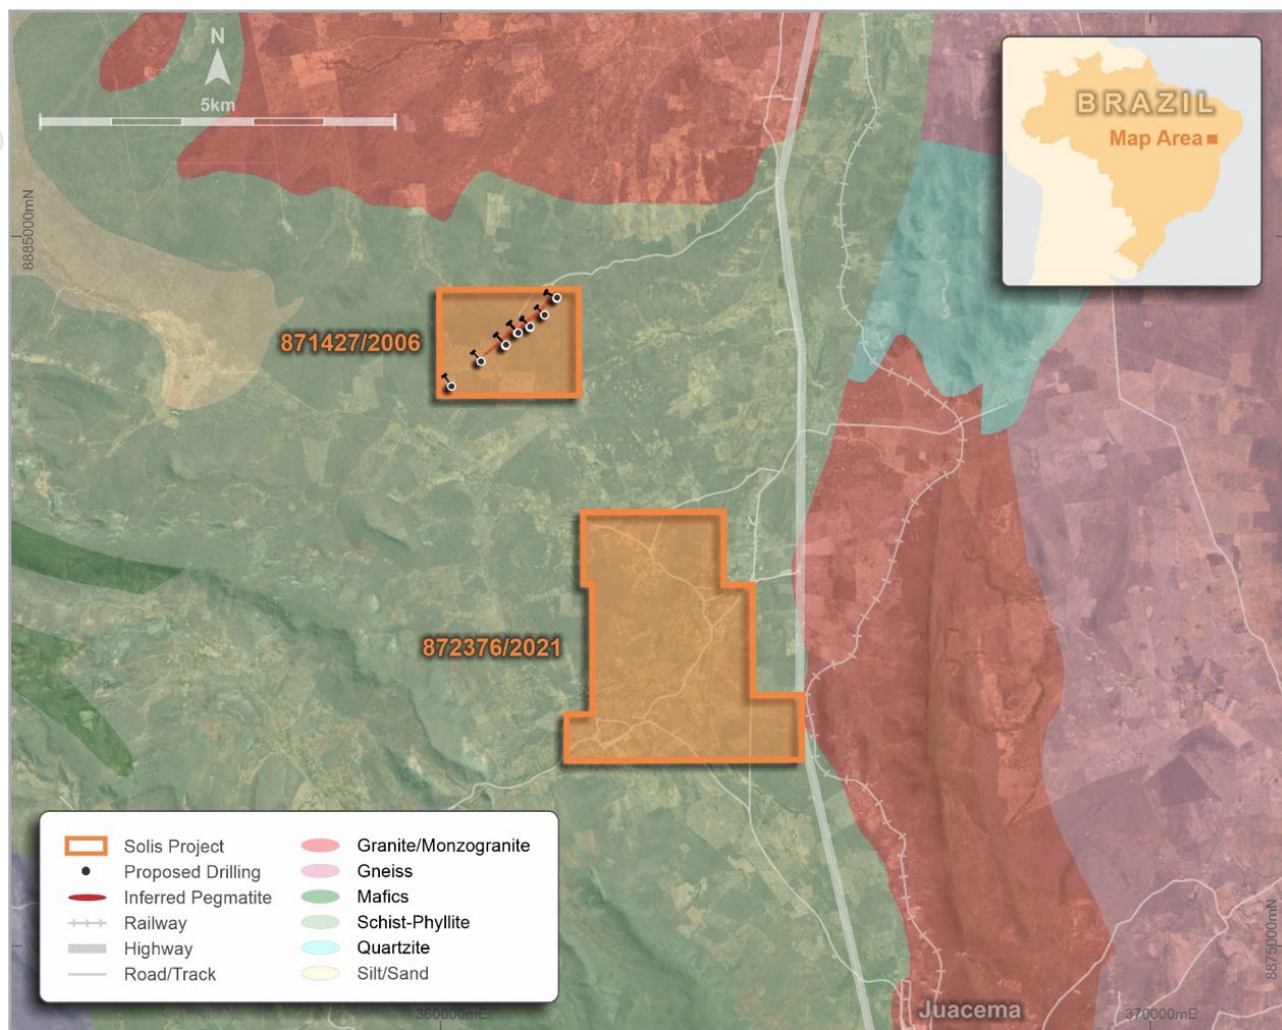 N
5km
BRAZIL
Map Area
8885000mN
871427/2006
872376/2021
Solis Project
Proposed Drilling
Inferred Pegmatite
Railway
Highway
Road/Track
Granite/Monzogranite
Gneiss
Mafics
Schist-Phyllite
Quartzite
Silt/Sand
8875000mN
Juacema
360000mE
370000mE